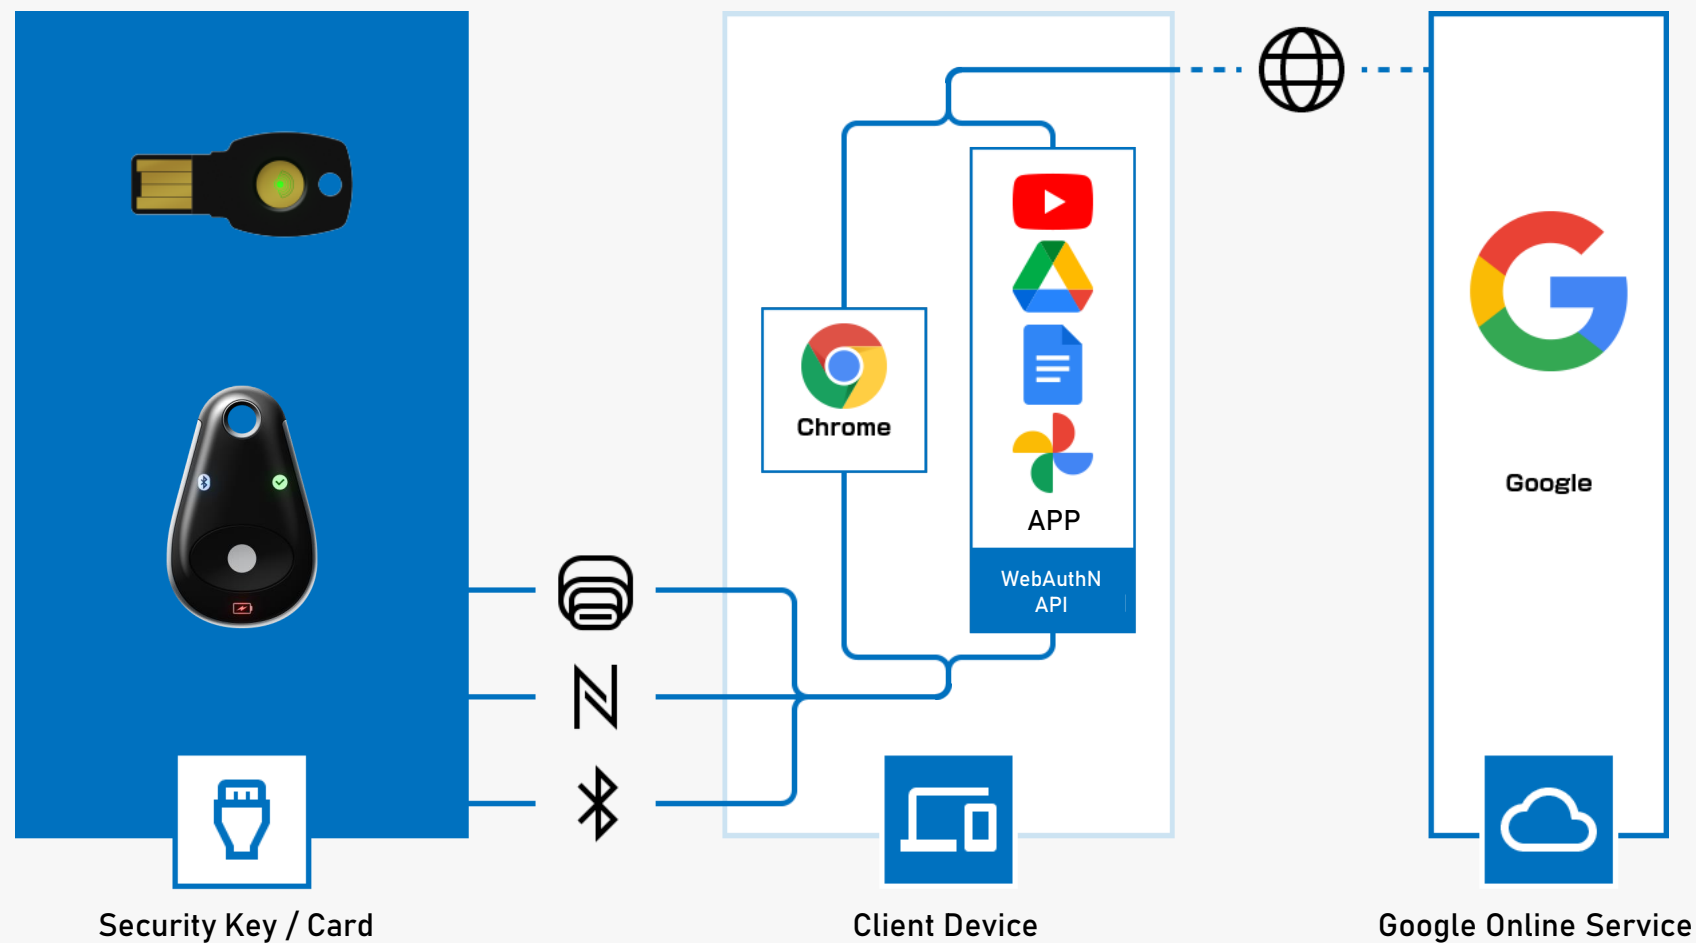 Chrome
APP
WebAuthN
API
Google
Security Key / Card
Client Device
Google Online Service